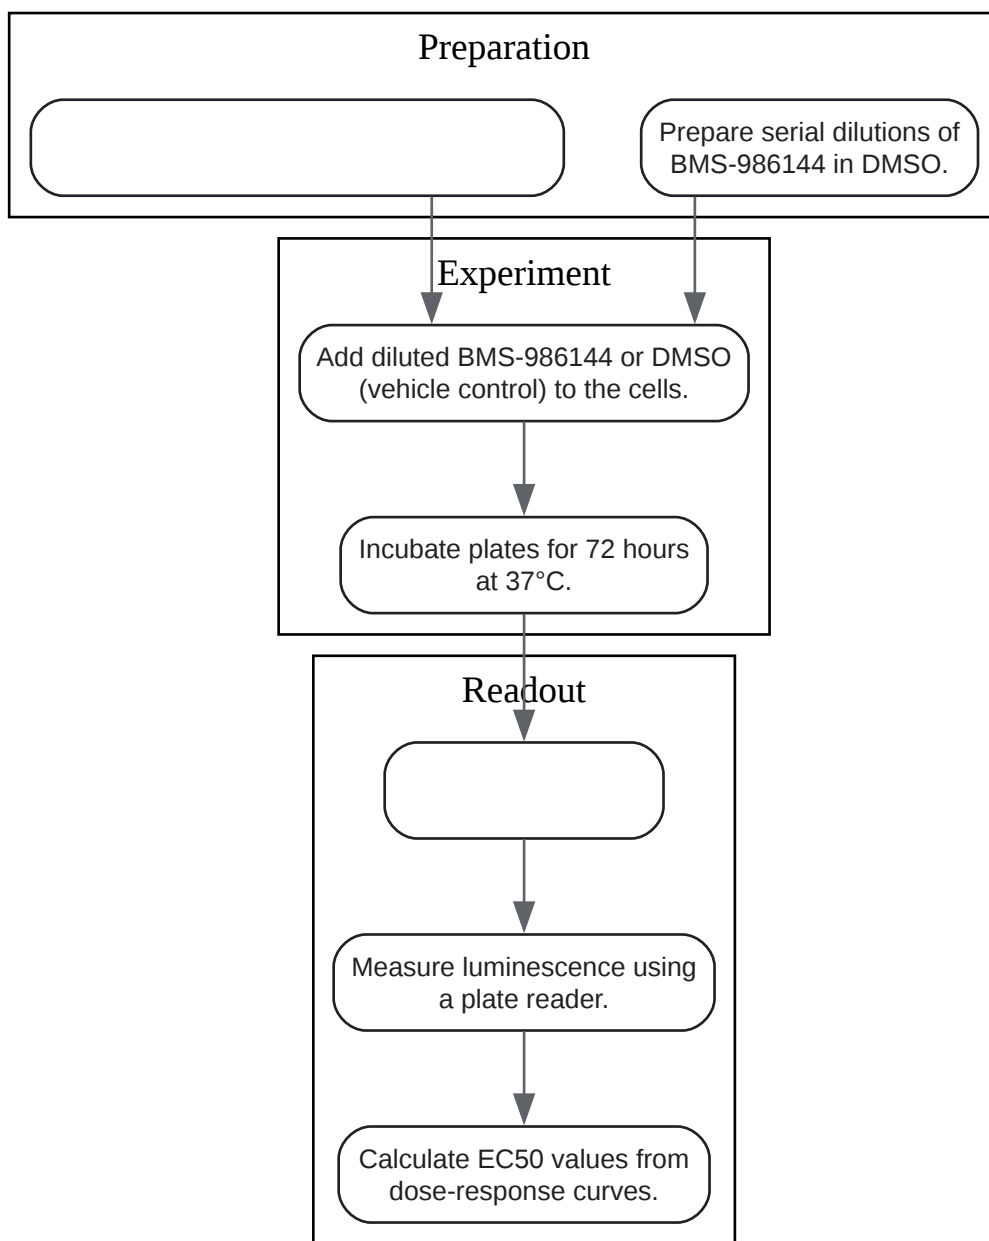 Preparation
Prepare serial dilutions of
BMS-986144 in DMSO.
Experiment
Add diluted BMS-986144 or DMSO
(vehicle control) to the cells.
Incubate plates for 72 hours
at 37°C.
Readout
Measure luminescence using
a plate reader.
Calculate EC50 values from
dose-response curves.